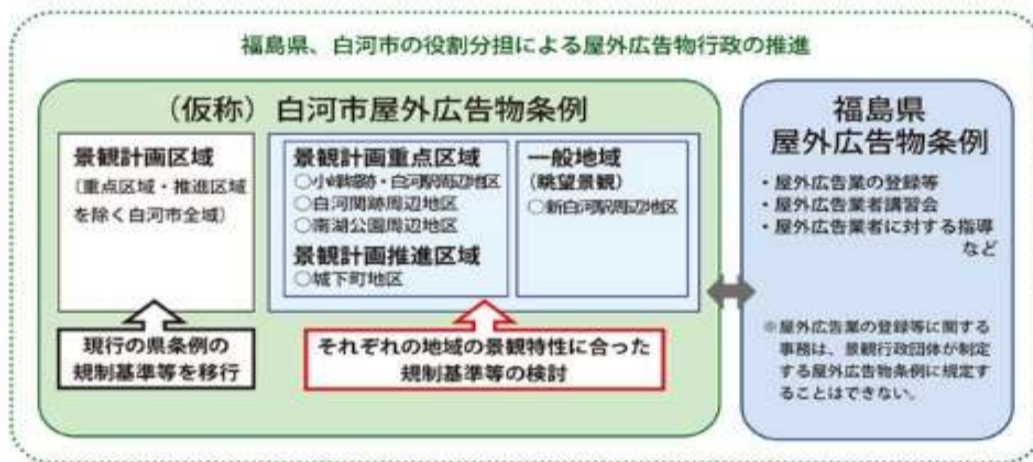 福島県、白河市の役割分担による屋外広告物行政の推進
（仮称）白河市屋外広告物条例
景観計画区域
（重点区域・推進区域
を除く白河市全域）
景観計画重点区域
○小峰城跡・白河駅周辺地区
○白河関跡周辺地区
○南湖公園周辺地区
景観計画推進区域
○城下町地区
一般地域
（眺望景観）
○新白河駅周辺地区
現行の県条例の
規制基準等を移行
それぞれの地域の景観特性に合った
規制基準等の検討
福島県
屋外広告物条例
・屋外広告業の登録等
・屋外広告業者講習会
・屋外広告業者に対する指導
など
※屋外広告業の登録等に関する
事務は、景観行政団体が制定
する屋外広告物条例に規定す
ることはできない。